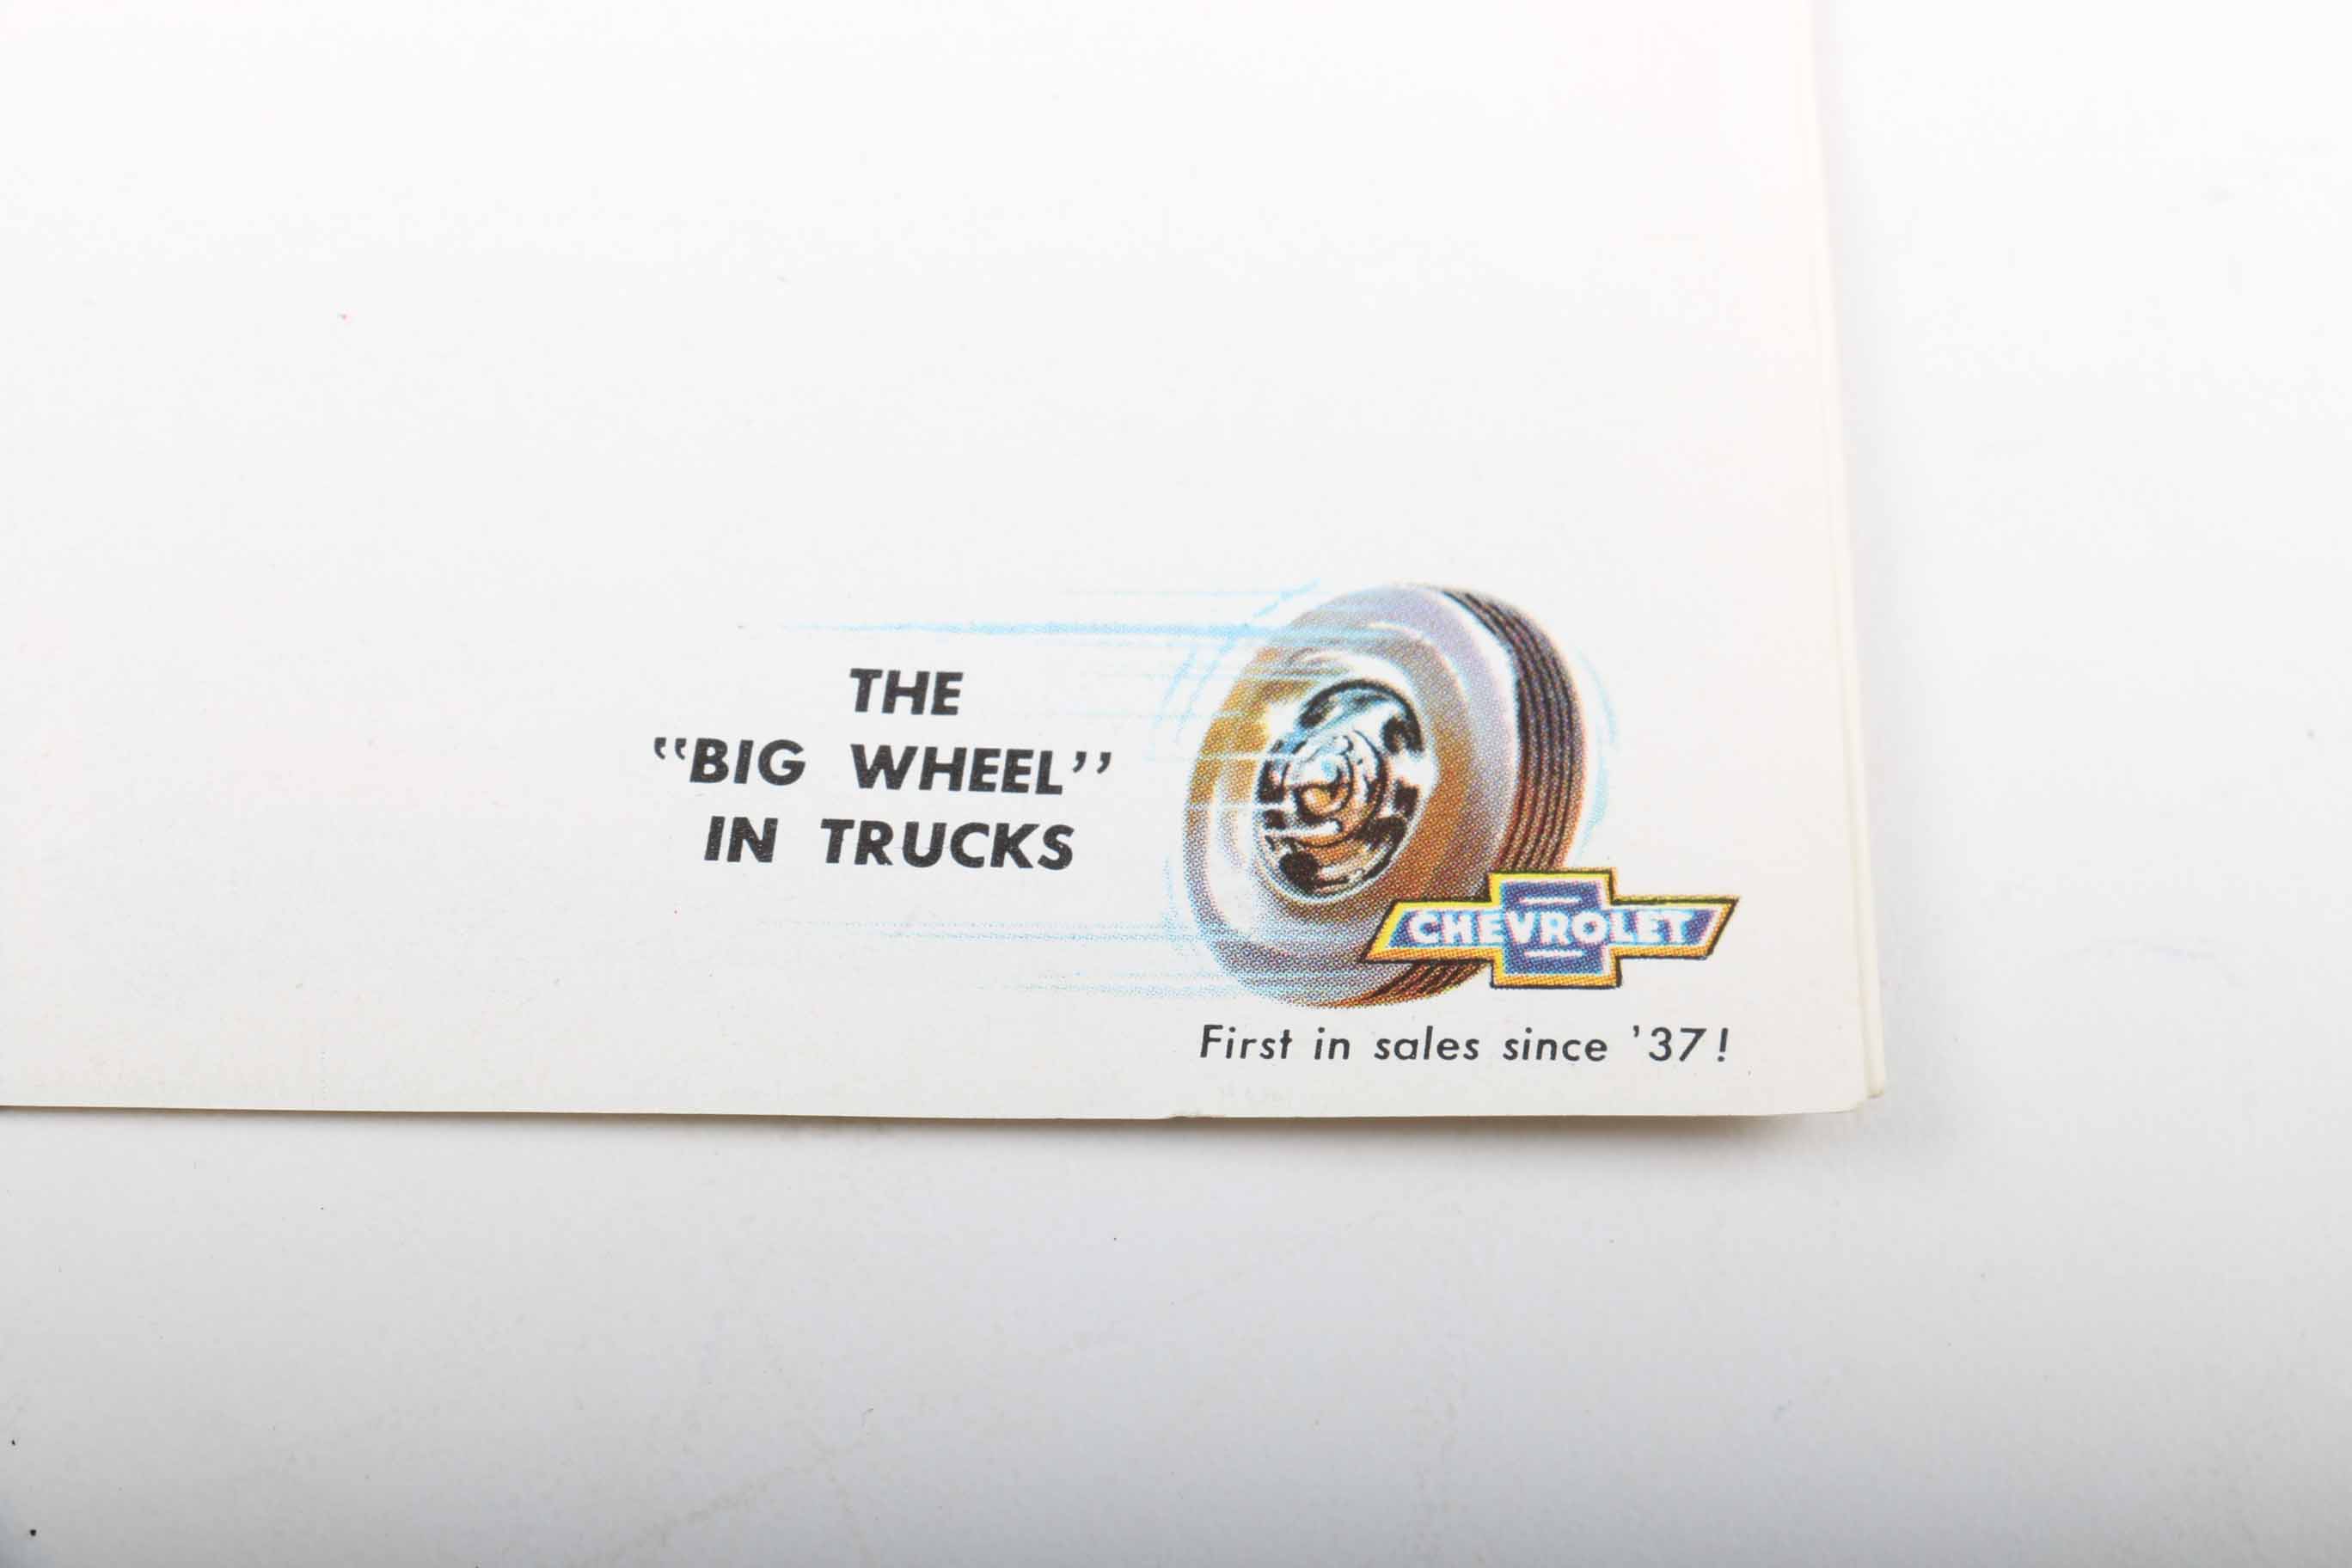 THE
“BIG WHEEL”
IN TRUCKS
CHEVROLET
First in sales since ’37!